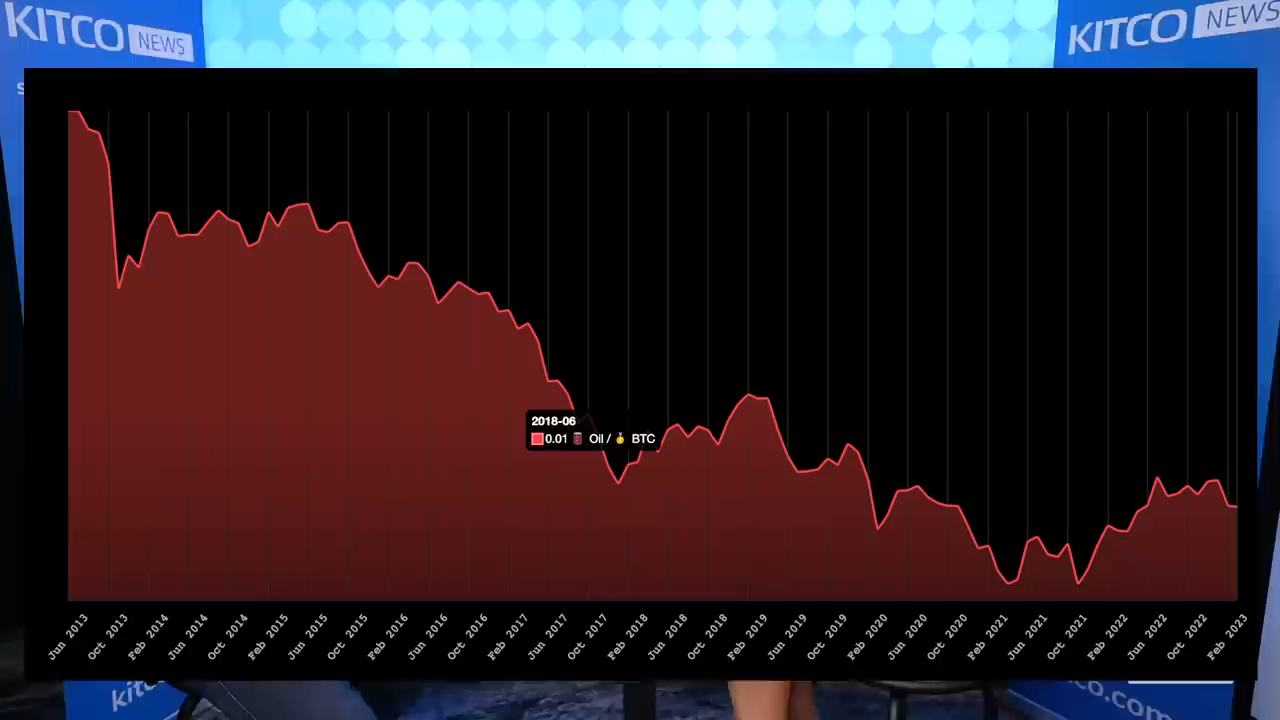 KITCO NEWS
KITCO NEWS
S
2018-06
0.01 Oil / BTC
Jun 2013
Oct 2013
Feb 2014
Jun 2014
Oct 2014
Feb 2015
Jun 2015
Oct 2015
Feb 2016
Jun 2016
Oct 2016
Feb 2017
Jun 2017
Oct 2017
Feb 2018
Jun 2018
Oct 2018
Feb 2019
Jun 2019
Oct 2019
Feb 2020
Jun 2020
Oct 2020
Feb 2021
Jun 2021
Oct 2021
Feb 2022
Jun 2022
Oct 2022
Feb 2023
kitc
co.com